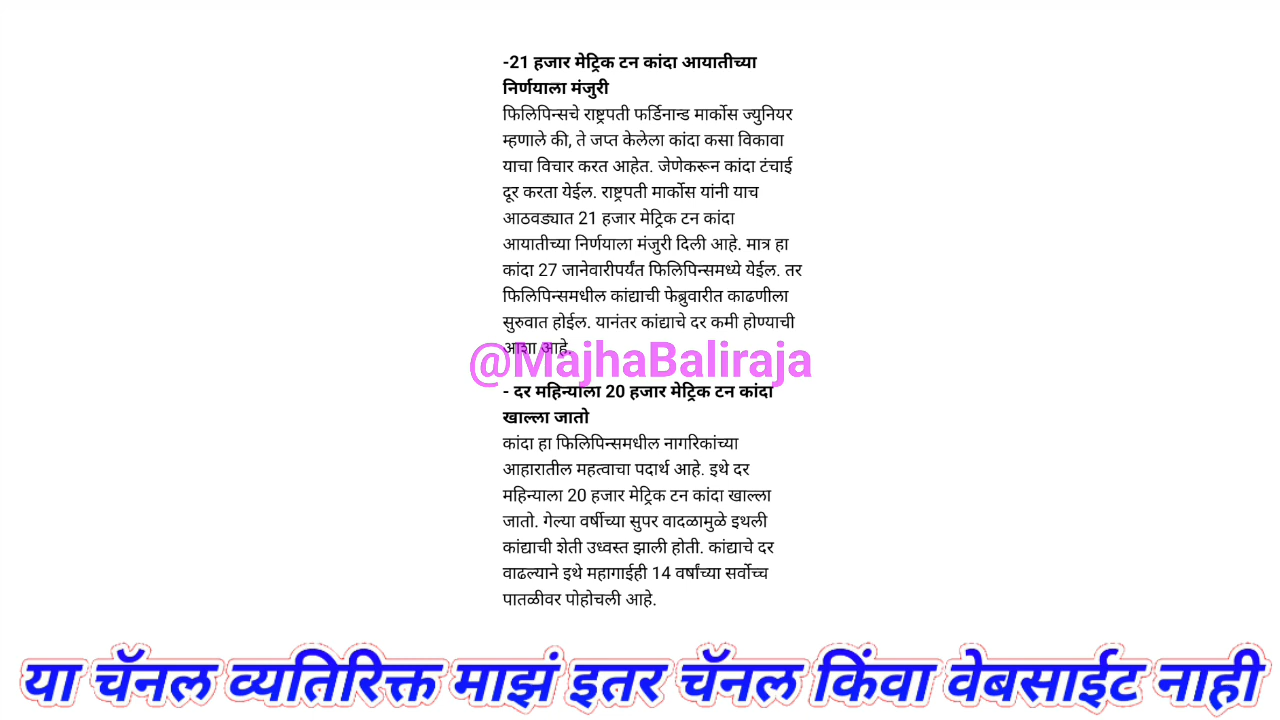 -21 हजार मेट्रिक टन कांदा आयातीच्या
निर्णयाला मंजुरी
फिलिपिन्सचे राष्ट्रपती फर्डिनान्ड मार्कोस ज्युनियर
म्हणाले की, ते जप्त केलेला कांदा कसा विकावा
याचा विचार करत आहेत. जेणेकरून कांदा टंचाई
दूर करता येईल. राष्ट्रपती मार्कोस यांनी याच
आठवड्यात 21 हजार मेट्रिक टन कांदा
आयातीच्या निर्णयाला मंजुरी दिली आहे. मात्र हा
कांदा 27 जानेवारीपर्यंत फिलिपिन्समध्ये येईल. तर
फिलिपिन्समधील कांद्याची फेब्रुवारीत काढणीला
सुरुवात होईल. यानंतर कांद्याचे दर कमी होण्याची
आशा आहे.
@MajhaBaliraja
- दर महिन्याला 20 हजार मेट्रिक टन कांदा
खाल्ला जातो
कांदा हा फिलिपिन्समधील नागरिकांच्या
आहारातील महत्वाचा पदार्थ आहे. इथे दर
महिन्याला 20 हजार मेट्रिक टन कांदा खाल्ला
जातो. गेल्या वर्षीच्या सुपर वादळामुळे इथली
कांद्याची शेती उध्वस्त झाली होती. कांद्याचे दर
वाढल्याने इथे महागाईही 14 वर्षांच्या सर्वोच्च
पातळीवर पोहोचली आहे.
या चॅनल व्यतिरिक्त माझं इतर चॅनल किंवा वेबसाईट नाही